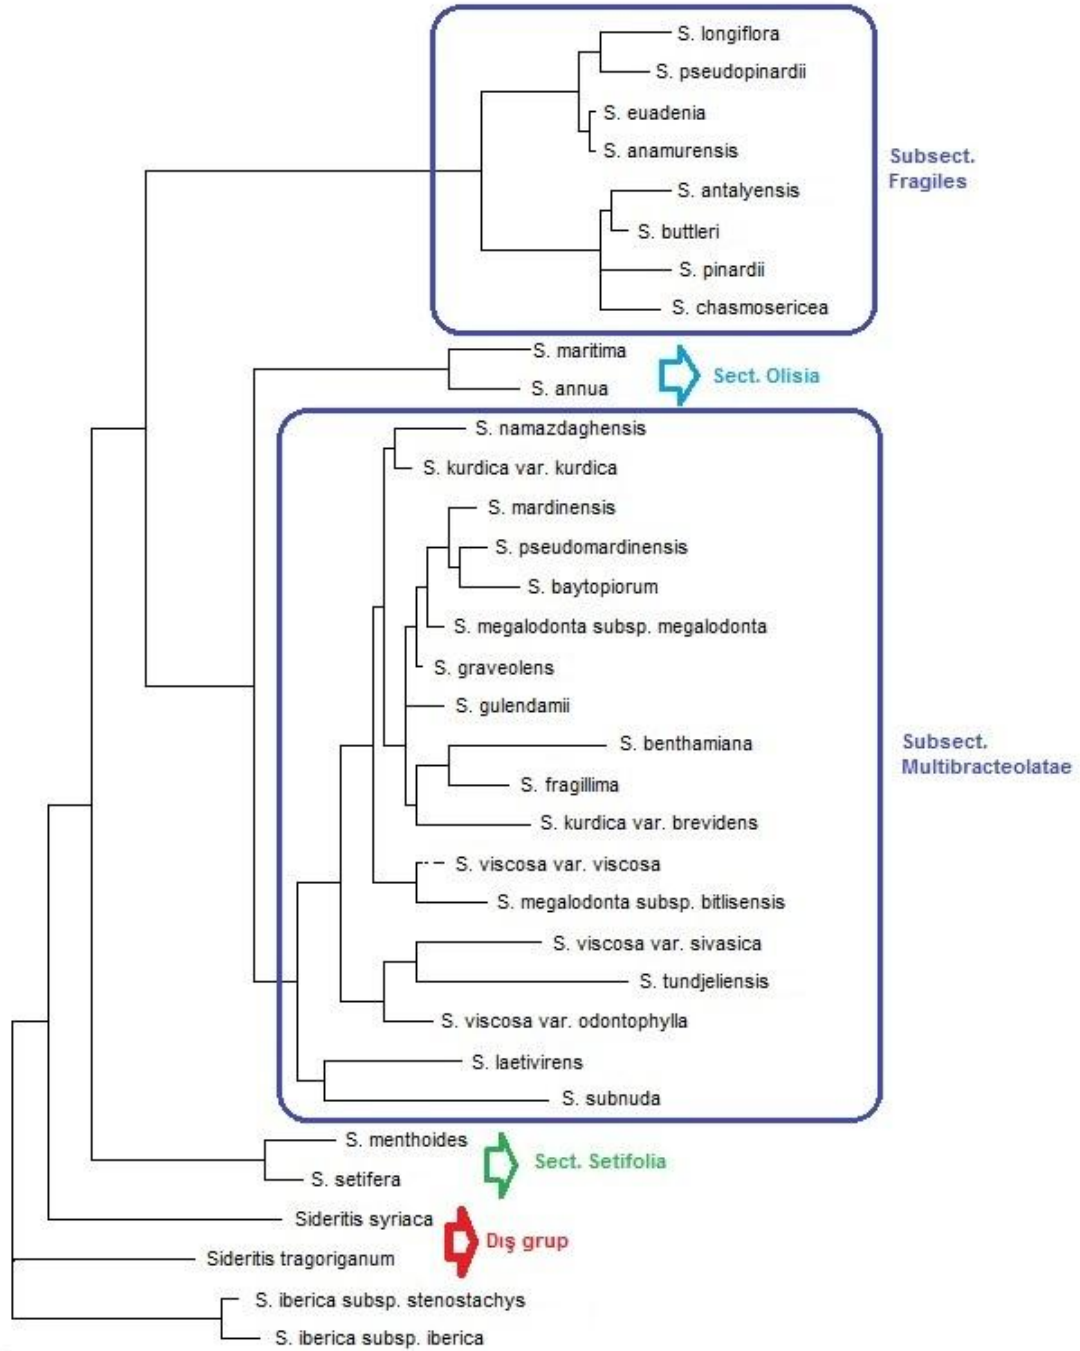 S. longiflora
S. pseudopinardii
S. euadenia
S. anamurensis
Subsect.
Fragiles
S. antalyensis
S. buttleri
S. pinardii
S. chasmosericea
S. maritima
Sect. Olisia
S. annua
S. namazdaghensis
S. kurdica var. kurdica
S. mardinensis
S. pseudomardinensis
S. baytopiorum
S. megalodonta subsp. megalodonta
S. graveolens
S. gulendamii
S. benthamiana
Subsect.
Multibracteolatae
S. fragillima
S. kurdica var. brevidens
S. viscosa var. viscosa
S. megalodonta subsp. bitlisensis
S. viscosa var. sivasica
S. tundjeliensis
S. viscosa var. odontophylla
S. laetivirens
S. subnuda
S. menthoides
Sect. Setifolia
S. setifera
Sideritis syriaca
Dış grup
Sideritis tragoriganum
S. iberica subsp. stenostachys
S. iberica subsp. iberica